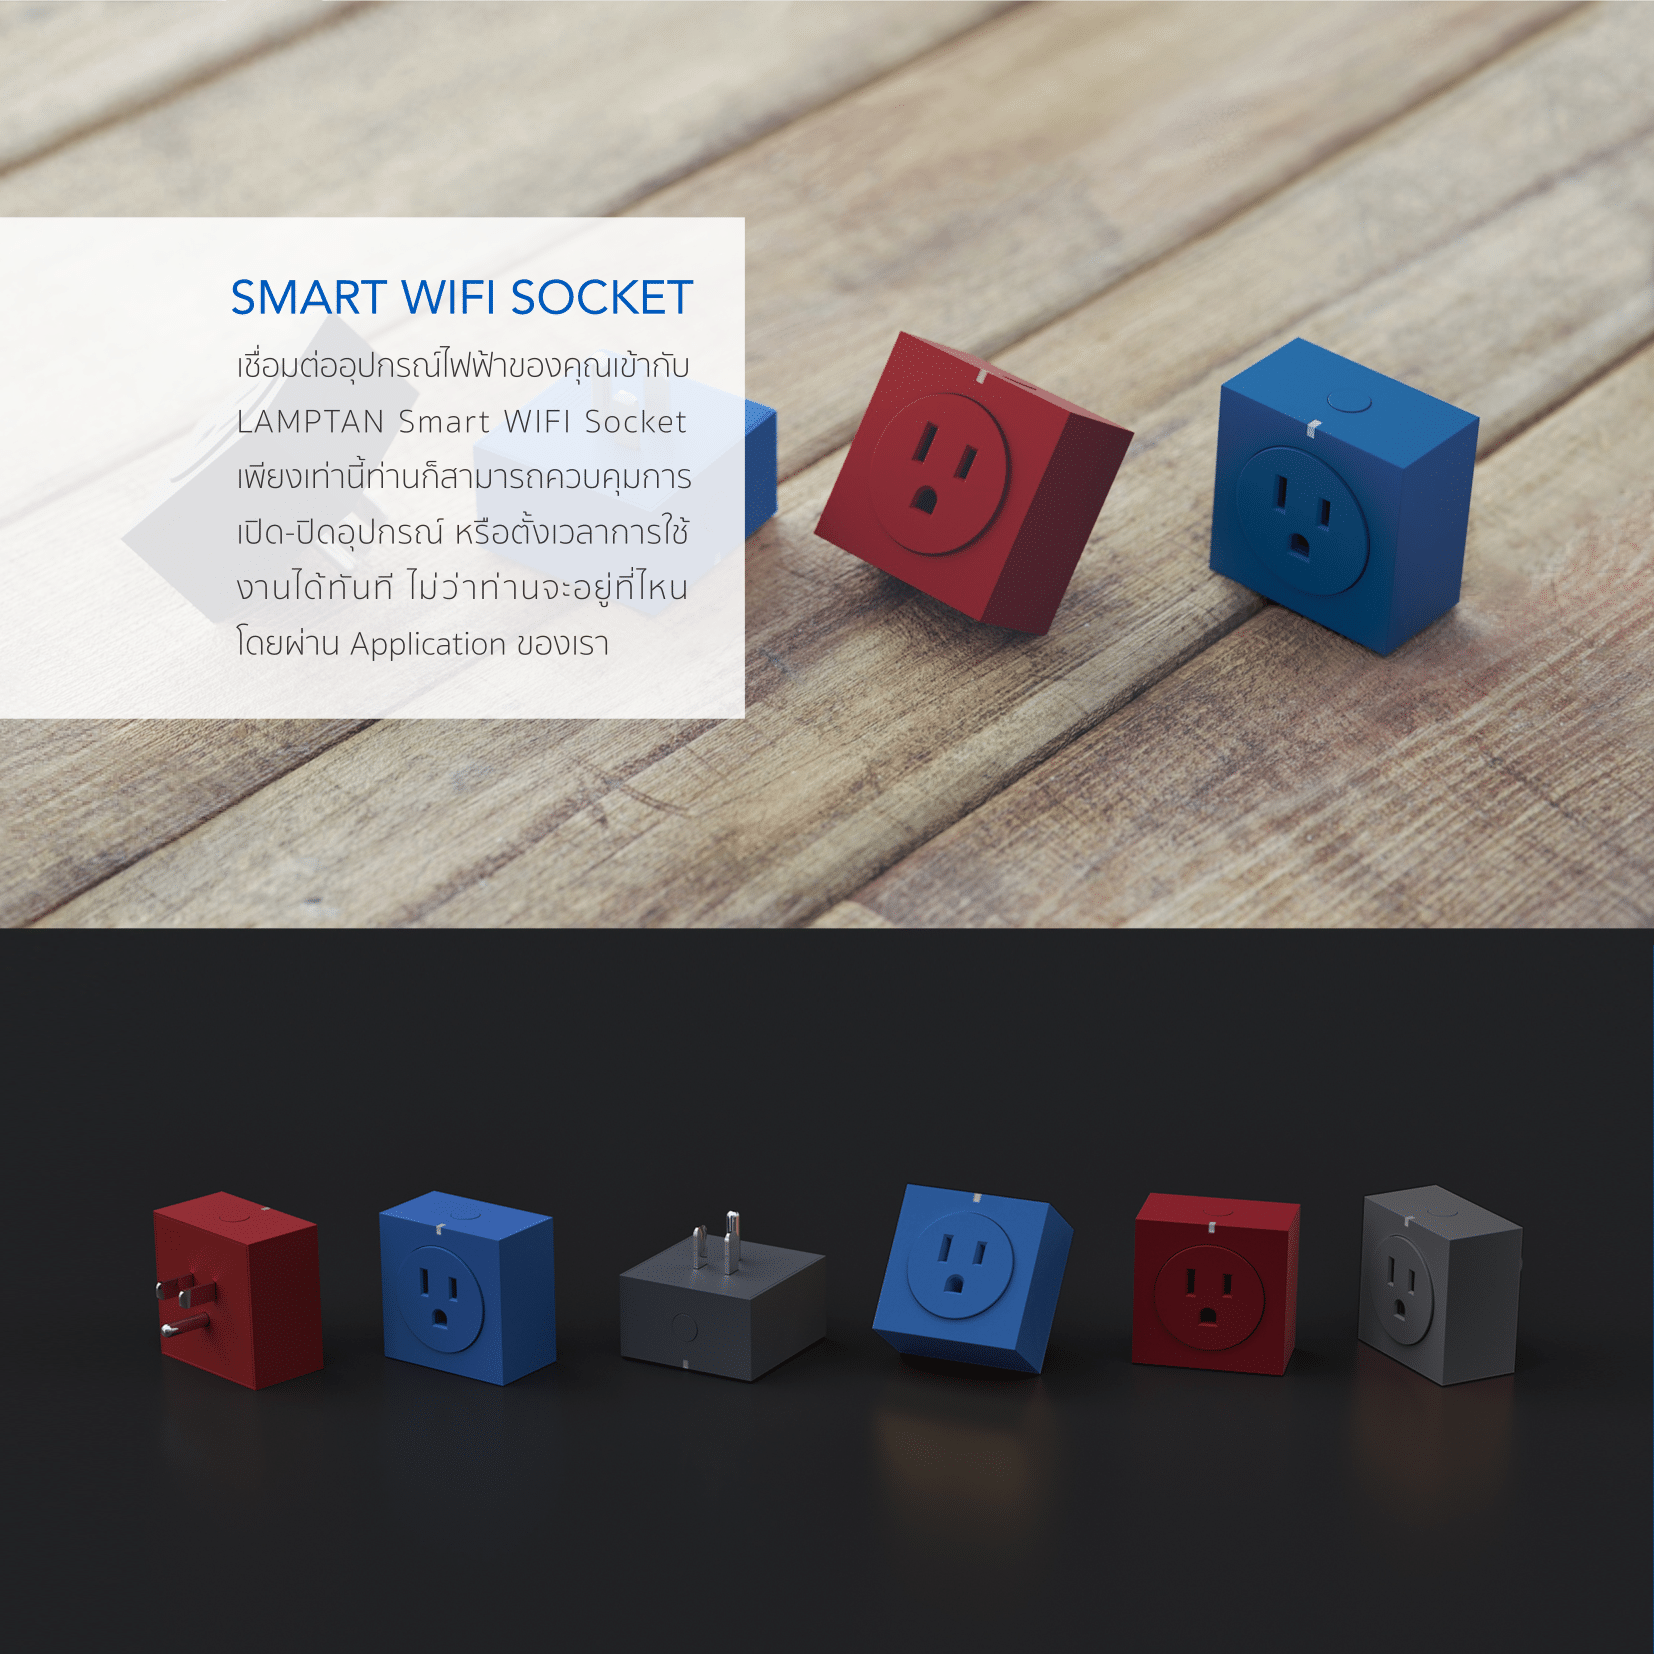 SMART WIFI SOCKET
เชื่อมต่ออุปกรณ์ไฟฟ้าของคุณเข้ากับ
LAMPTAN Smart WIFI Socket
เพียงเท่านี้ท่านก็สามารถควบคุมการ
เปิด-ปิดอุปกรณ์ หรือตั้งเวลาการใช้
งานได้ทันที ไม่ว่าท่านจะอยู่ที่ไหน
โดยผ่าน Application ของเรา